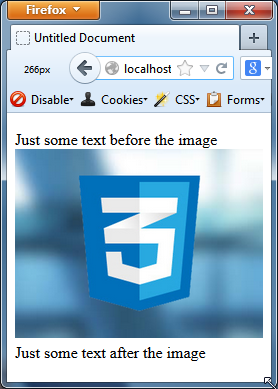 Firefox
Untitled Document
266px
localhost
Disable
Cookies
CSS
Forms
Just some text before the image
3
Just some text after the image